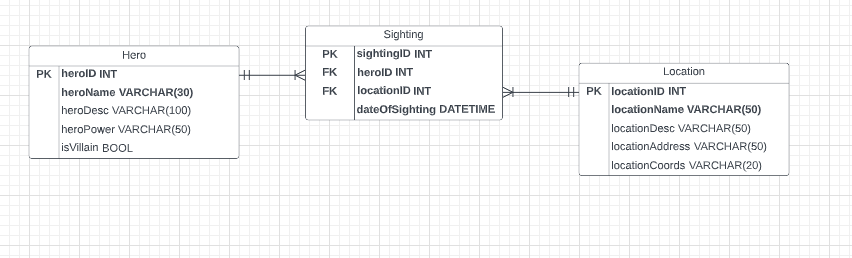 Hero
PK heroID INT
heroName VARCHAR(30)
heroDesc VARCHAR(100)
heroPower VARCHAR(50)
isVillain BOOL
Sighting
PK sightingID INT
FK heroID INT
FK locationID INT
dateOfSighting DATETIME
Location
PK locationID INT
locationName VARCHAR(50)
locationDesc VARCHAR(50)
locationAddress VARCHAR(50)
locationCoords VARCHAR(20)